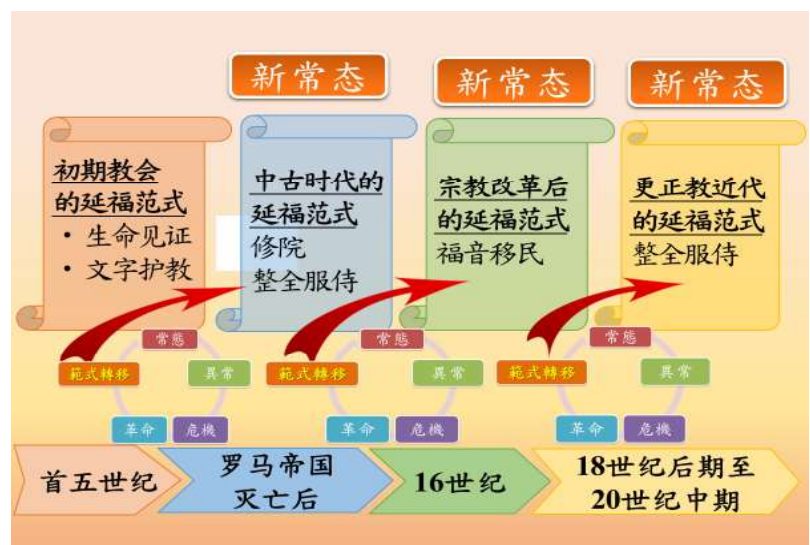 新常态
新常态
新常态
初期教会
的延福范式
• 生命见证
• 文字护教
中古时代的
延福范式
修院
整全服侍
宗教改革后
的延福范式
福音移民
更正教近代
的延福范式
整全服侍
常態
異常
危機
革命
範式轉移
常態
異常
危機
革命
範式轉移
常態
異常
危機
革命
範式轉移
首五世纪
罗马帝国
灭亡后
16世纪
18世纪后期至
20世纪中期